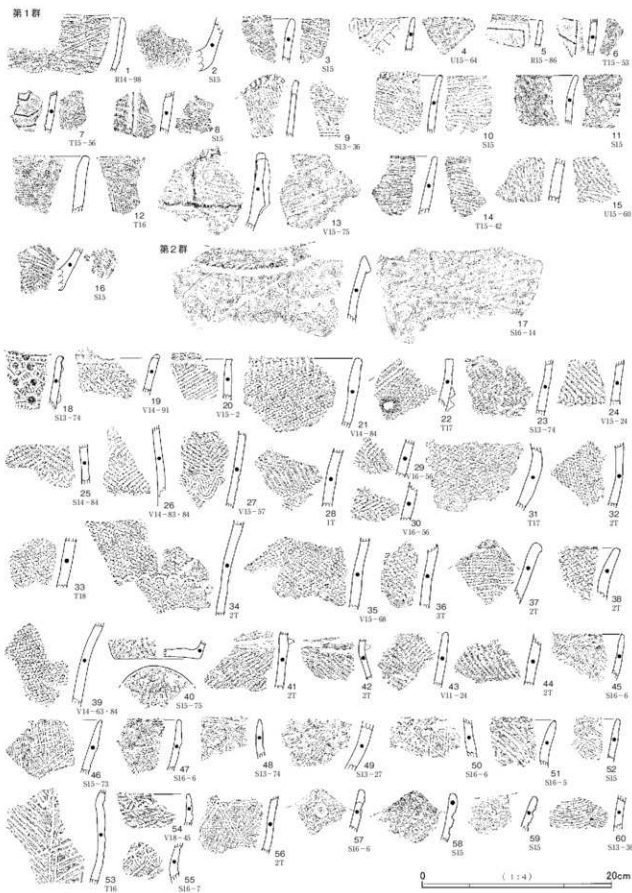 第1群
1
R14-98
2
S15
3
S15
4
U15-64
5
R15-86
6
T15-53
7
T15-56
8
S15
9
S13-36
10
S15
11
S15
12
T16
13
V15-75
14
T15-42
15
U15-60
16
S15
第2群
17
S16-14
18
S13-74
19
V14-91
20
V15-2
21
V14-84
22
T17
23
S13-74
24
V15-24
25
S14-84
26
V14-83・84
27
V15-57
28
1T
29
V16-56
30
V16-56
31
T17
32
2T
33
T18
34
2T
35
V15-68
36
3T
37
2T
38
2T
39
V14-63・84
40
S15-75
41
2T
42
2T
43
V11-24
44
2T
45
S16-6
46
S15-73
47
S16-6
48
S13-74
49
S13-27
50
S16-6
51
S16-5
52
S15
53
T16
54
V18-45
55
S16-7
56
2T
57
S16-6
58
S15
59
S15
60
S13-38
0 (1:4) 20cm